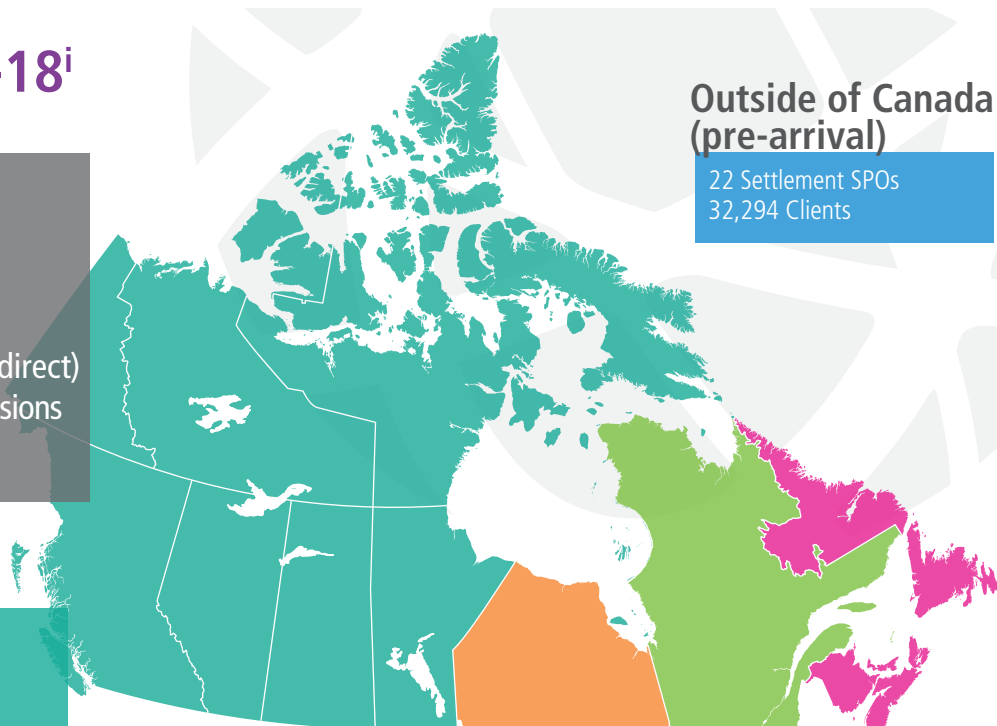 -18i
Outside of Canada
(pre-arrival)
22 Settlement SPOs
32,294 Clients
direct)
sions